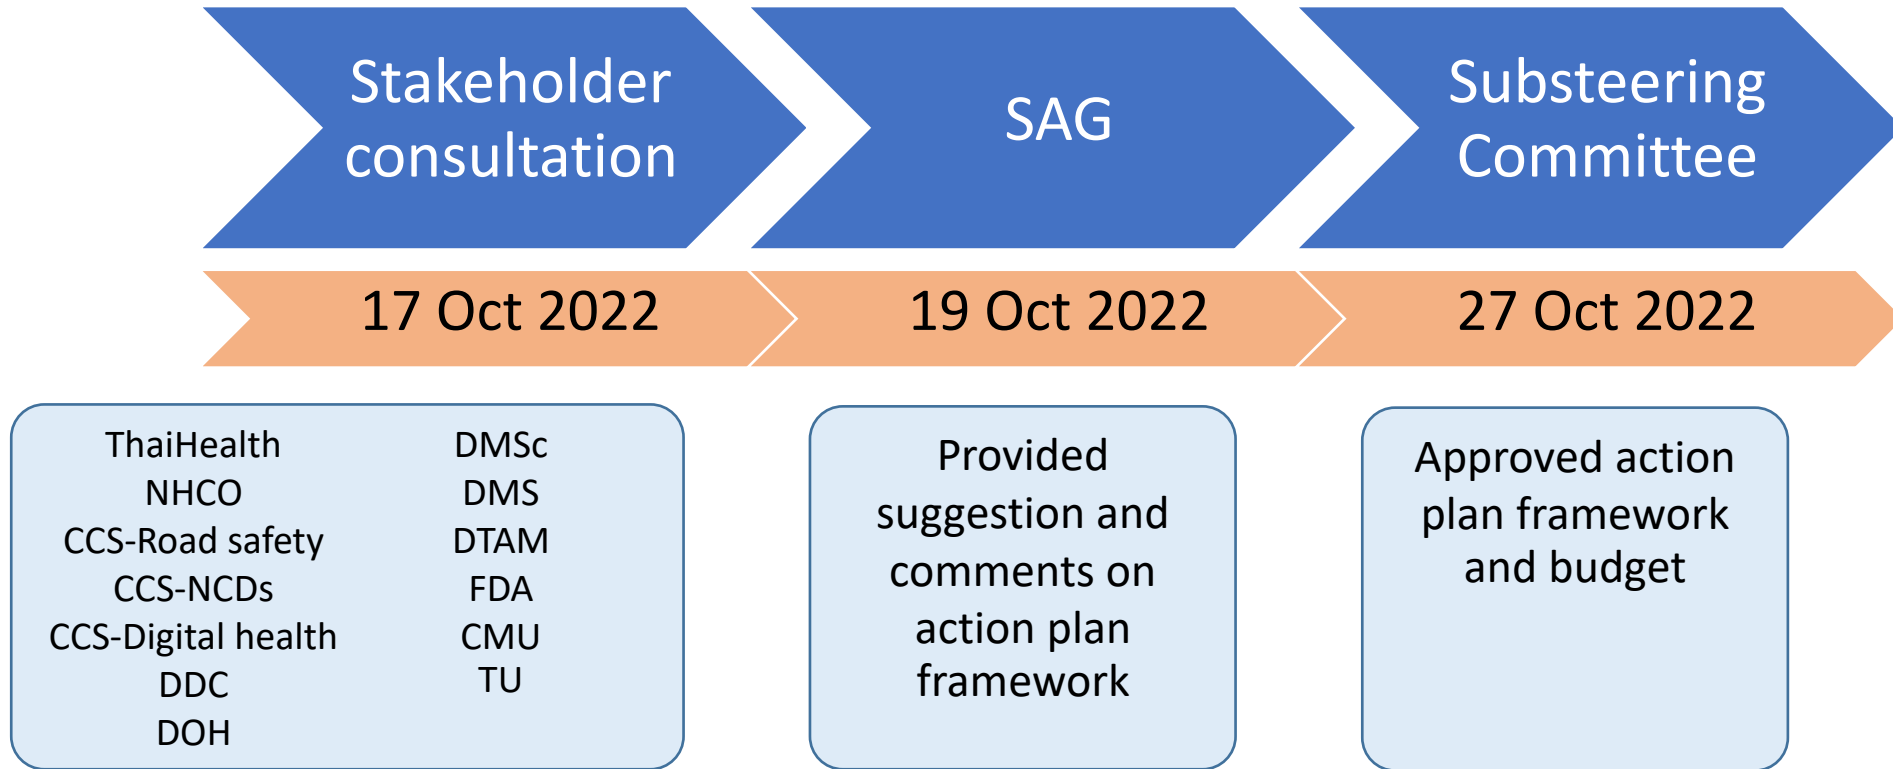 Stakeholder
consultation
SAG
Substeering
Committee
17 Oct 2022
19 Oct 2022
27 Oct 2022
ThaiHealth
NHCO
CCS-Road safety
CCS-NCDs
CCS-Digital health
DDC
DOH
DMSc
DMS
DTAM
FDA
CMU
TU
Provided
suggestion and
comments on
action plan
framework
Approved action
plan framework
and budget